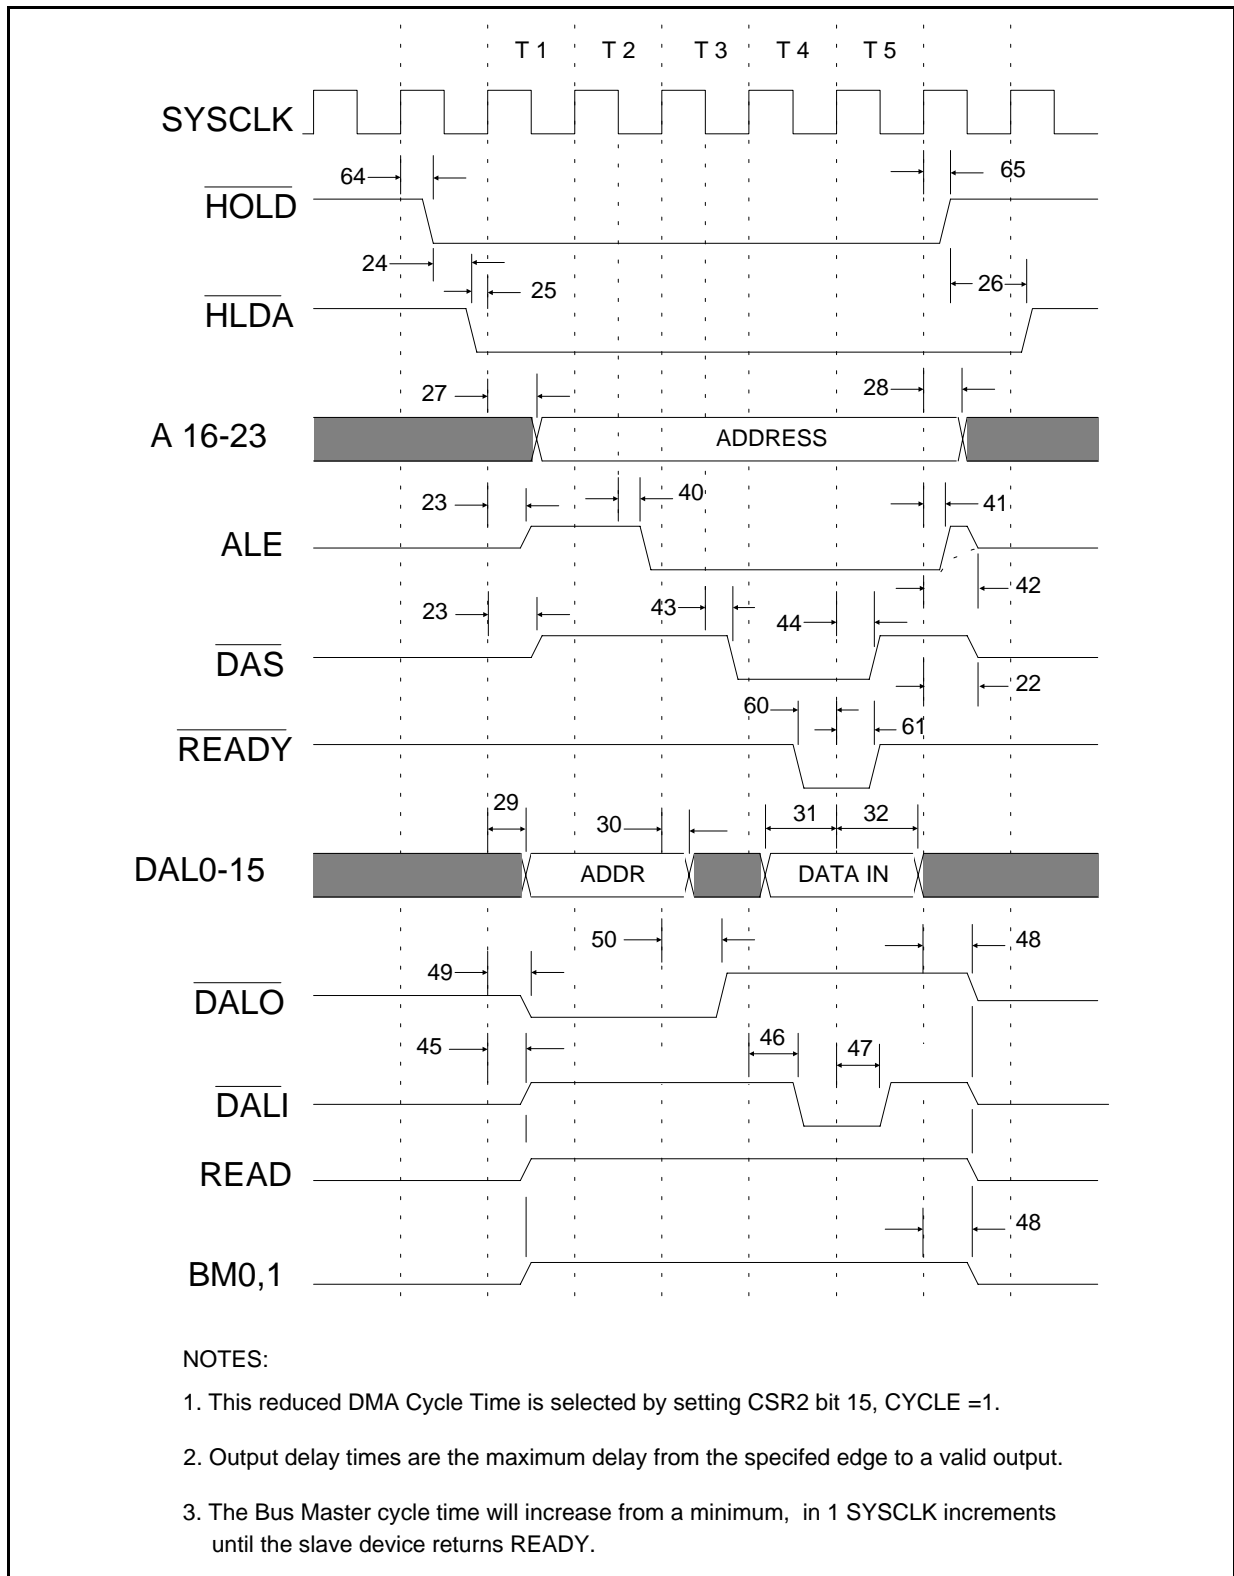 T 1 T 2 T 3 T 4 T 5
SYSCLK
64 65
HOLD
24 25 26
HLDA
27 28
A 16-23 ADDRESS
23 40 41
ALE
42
23 43 44
DAS
22
60 61
READY
29 30 31 32
DAL0-15 ADDR DATA IN
50 48
49
DALO
45 46 47
DALI
READ
48
BM0,1
NOTES:
1. This reduced DMA Cycle Time is selected by setting CSR2 bit 15, CYCLE =1.
2. Output delay times are the maximum delay from the specifed edge to a valid output.
3. The Bus Master cycle time will increase from a minimum, in 1 SYSCLK increments
until the slave device returns READY.